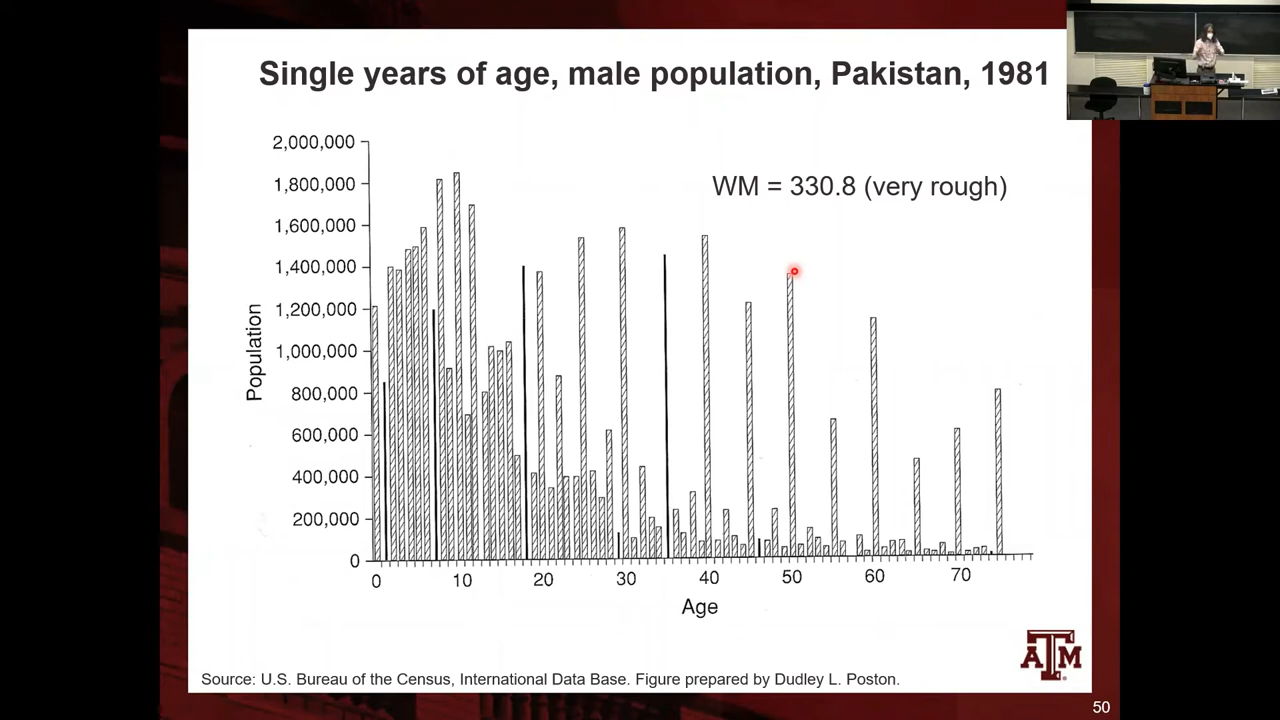 Single years of age, male population, Pakistan, 1981
WM = 330.8 (very rough)
Population
2,000,000
1,800,000
1,600,000
1,400,000
1,200,000
1,000,000
800,000
600,000
400,000
200,000
0
0 10 20 30 40 50 60 70
Age
ATM
Source: U.S. Bureau of the Census, International Data Base. Figure prepared by Dudley L. Poston.
50